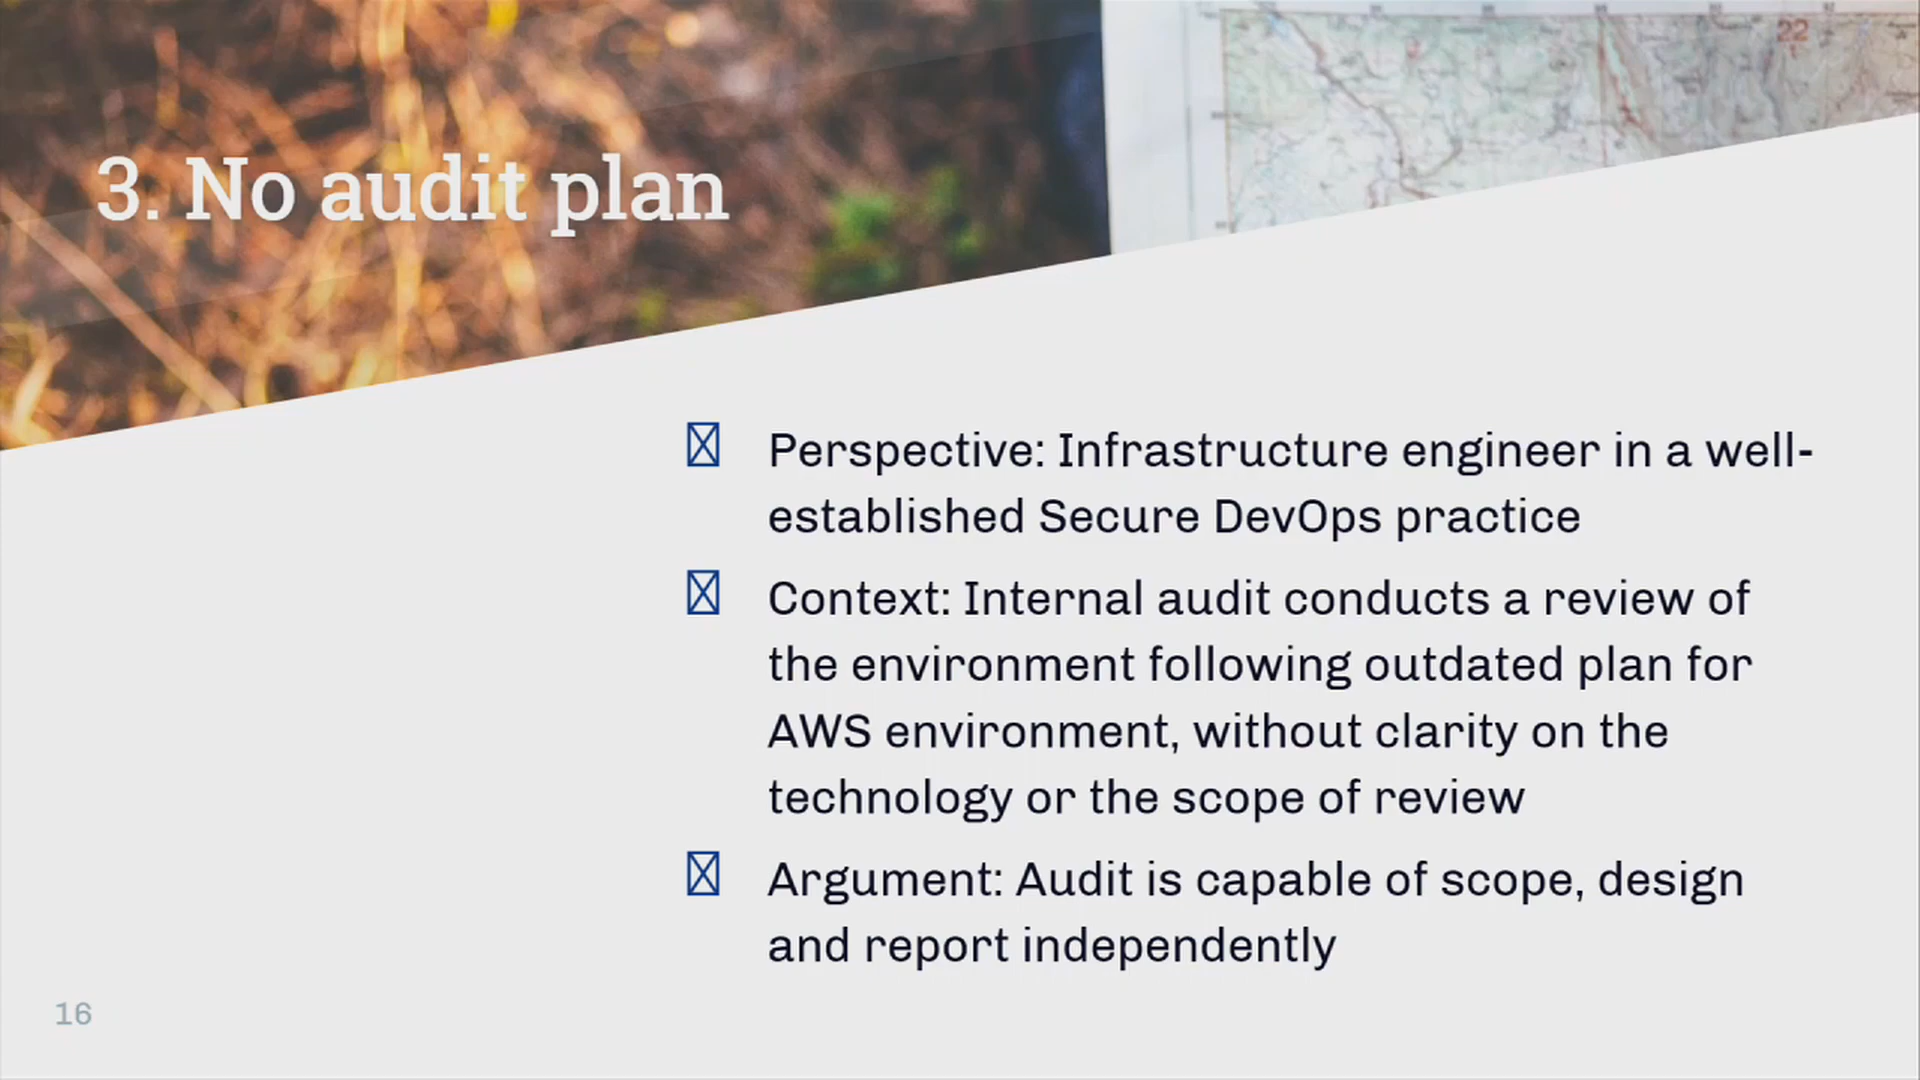 22
3. No audit plan
Perspective: Infrastructure engineer in a well-
established Secure DevOps practice
Context: Internal audit conducts a review of
the environment following outdated plan for
AWS environment, without clarity on the
technology or the scope of review
Argument: Audit is capable of scope, design
and report independently
16